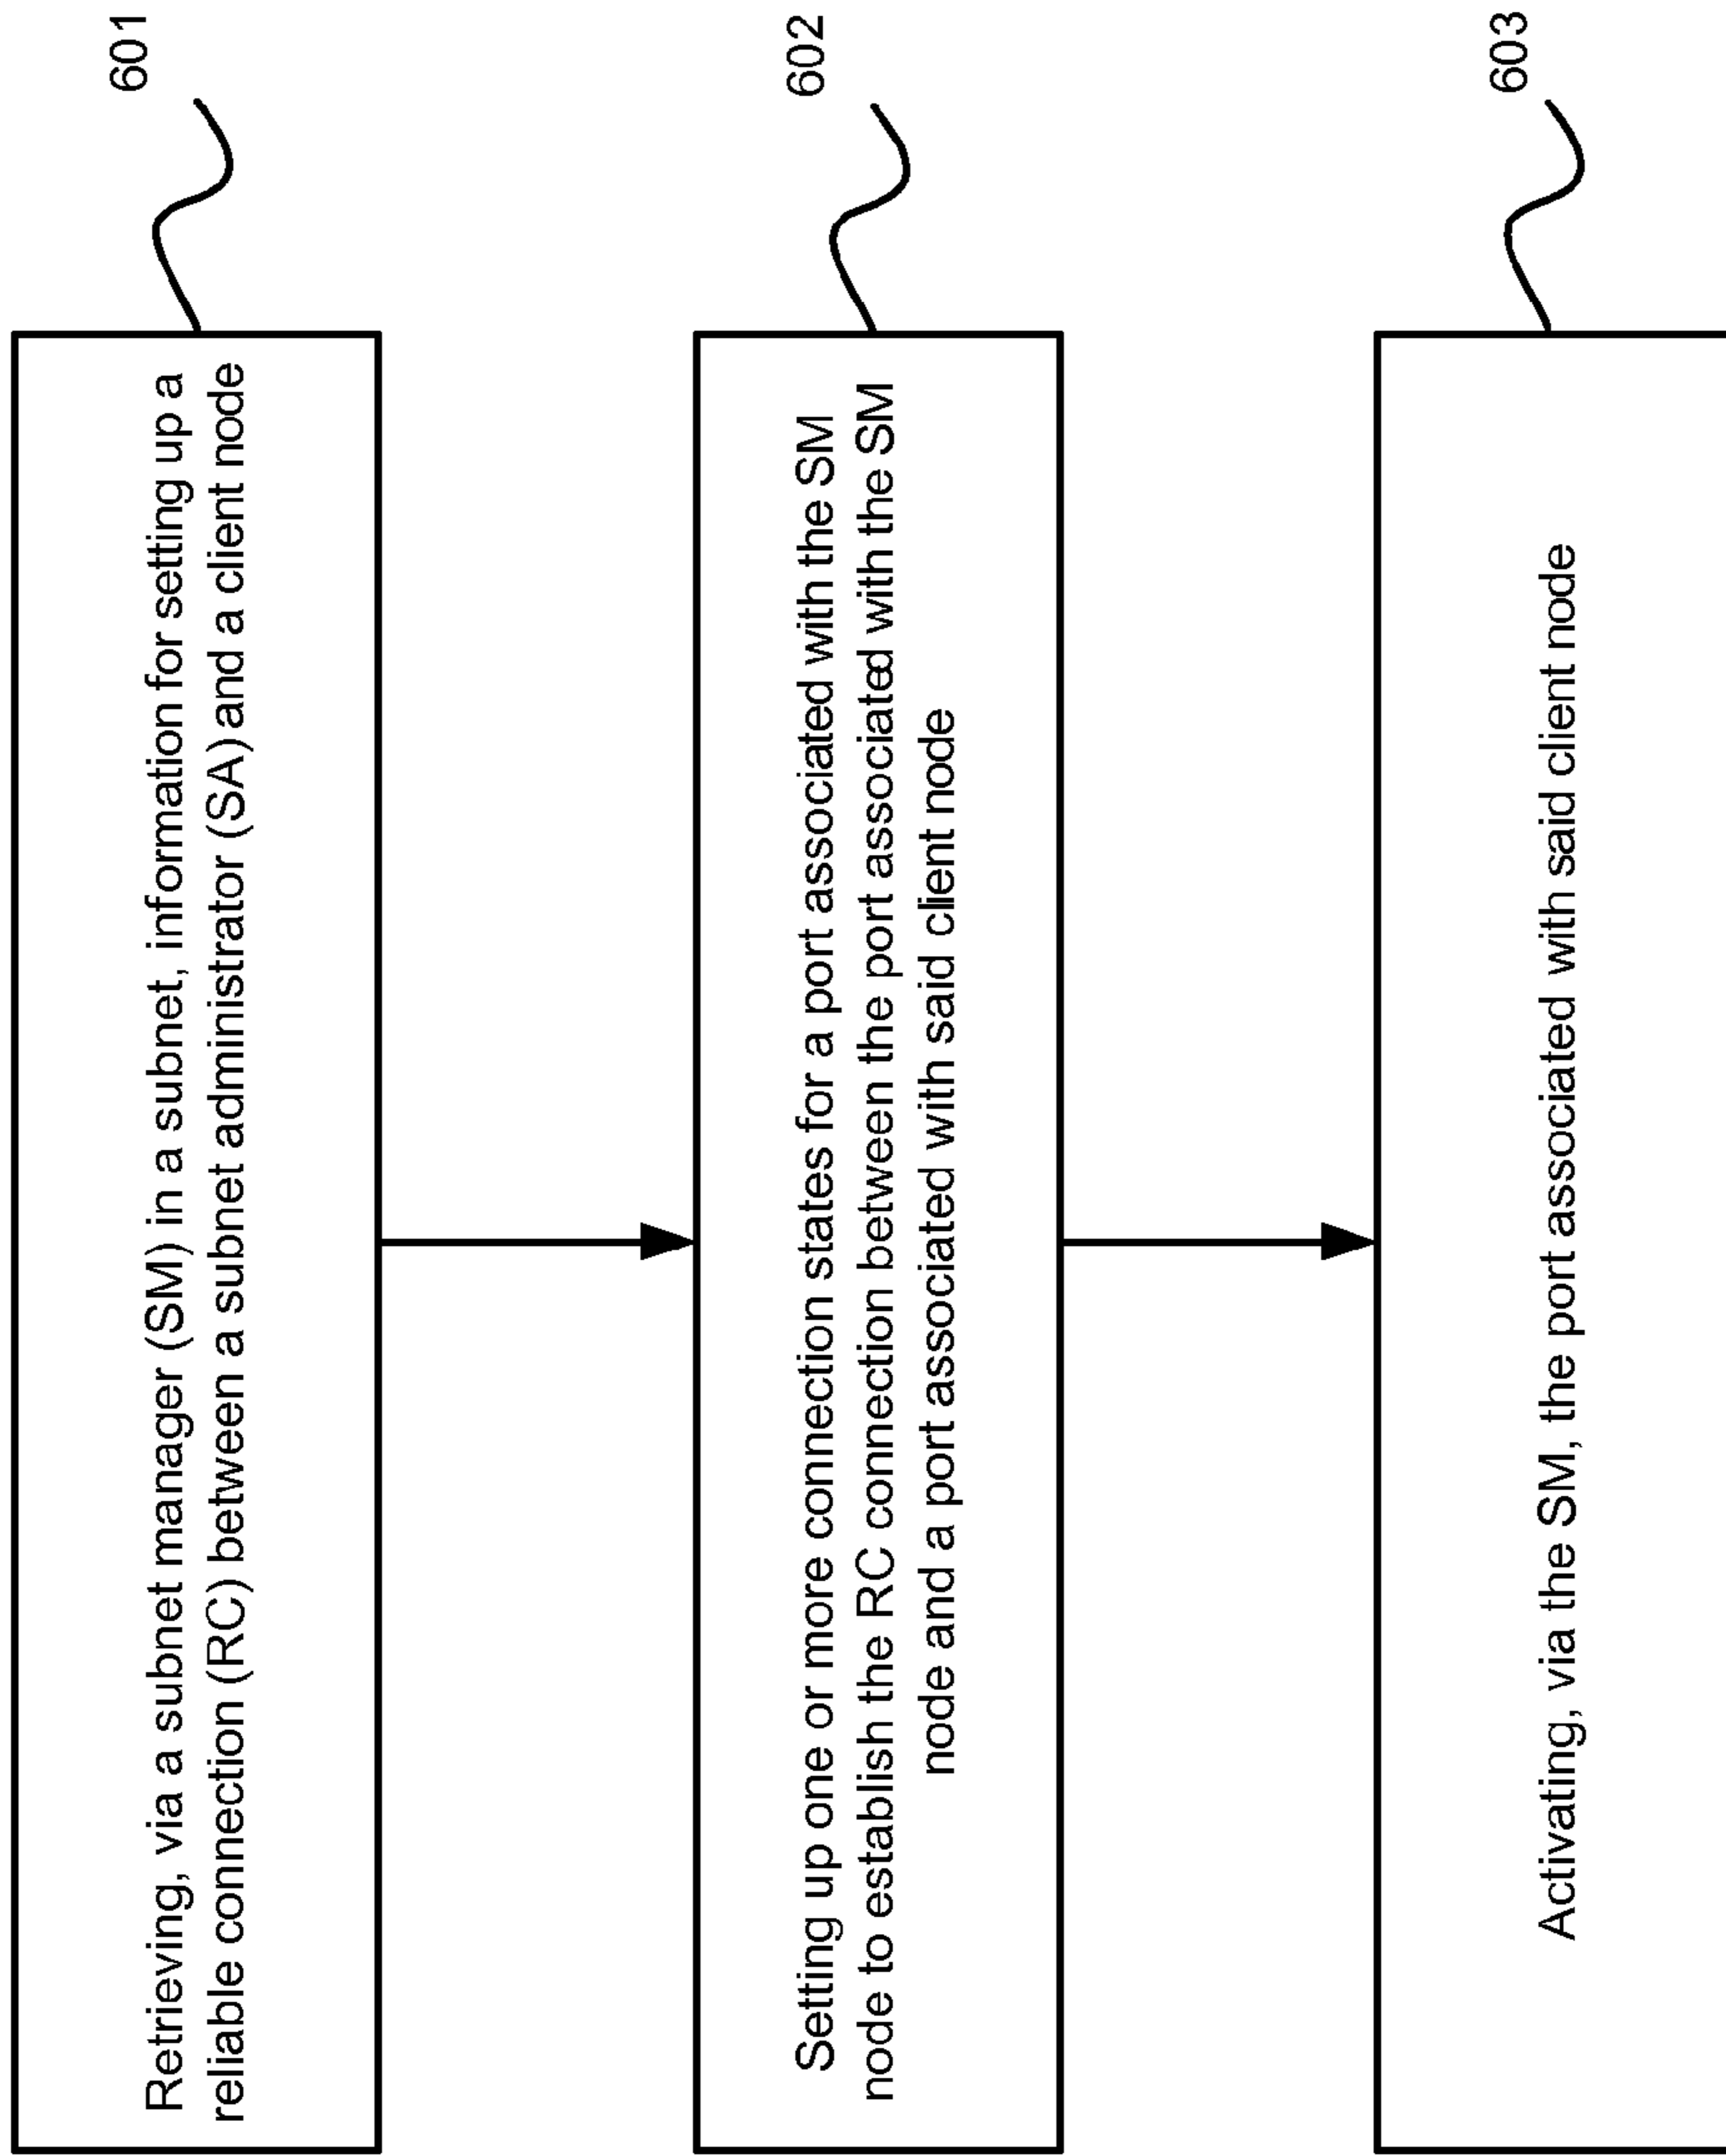 601
Retrieving, via a subnet manager (SM) in a subnet, information for setting up a
reliable connection (RC) between a subnet administrator (SA) and a client node
602
Setting up one or more connection states for a port associated with the SM
node to establish the RC connection between the port associated with the SM
node and a port associated with said client node
603
Activating, via the SM, the port associated with said client node